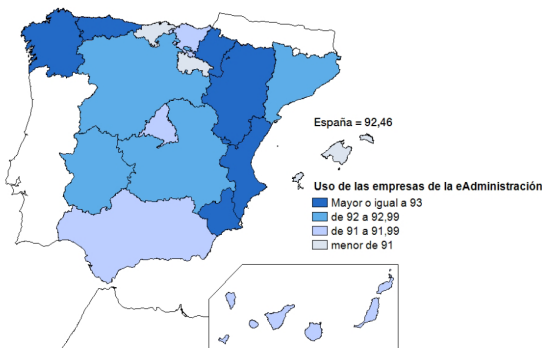 España = 92,46
Uso de las empresas de la eAdministración
Mayor o igual a 93
de 92 a 92,99
de 91 a 91,99
menor de 91